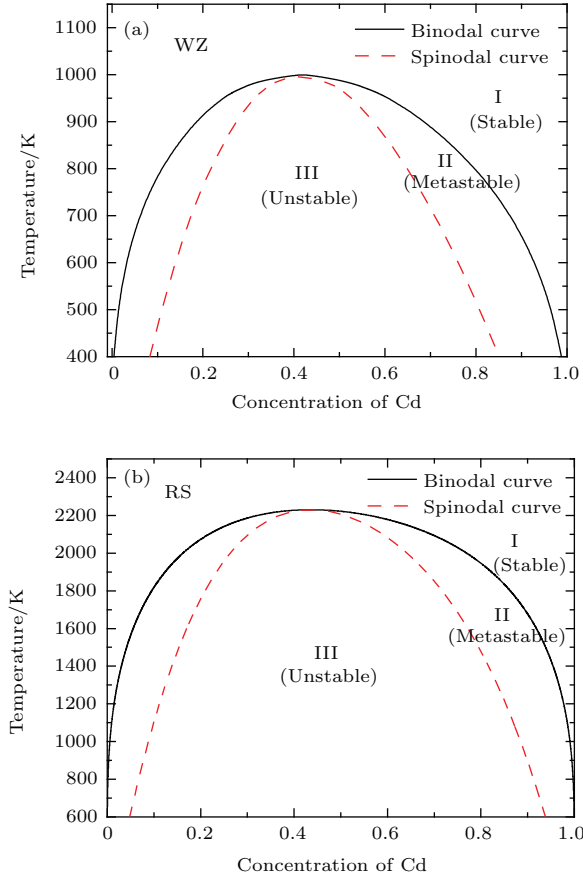 (a)
WZ
Binodal curve
Spinodal curve
I
(Stable)
II
(Metastable)
III
(Unstable)
1100
1000
900
800
700
600
500
400
Temperature/K
0
0.2
0.4
0.6
0.8
1.0
Concentration of Cd
(b)
RS
Binodal curve
Spinodal curve
I
(Stable)
II
(Metastable)
III
(Unstable)
2400
2200
2000
1800
1600
1400
1200
1000
800
600
Temperature/K
0
0.2
0.4
0.6
0.8
1.0
Concentration of Cd